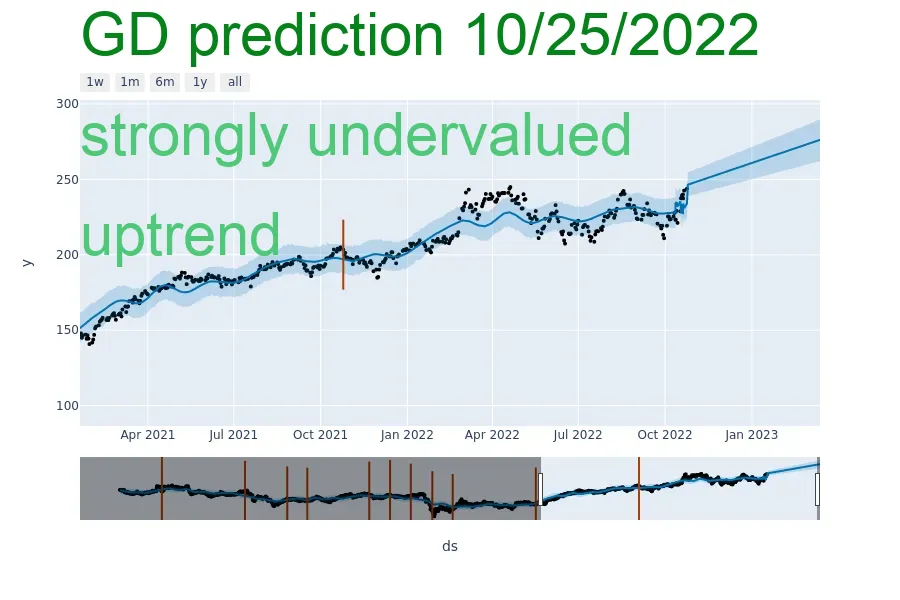 GD prediction 10/25/2022
1w 1m 6m 1y all
strongly undervalued
uptrend
300
250
200
150
100
y
Apr 2021 Jul 2021 Oct 2021 Jan 2022 Apr 2022 Jul 2022 Oct 2022 Jan 2023
ds